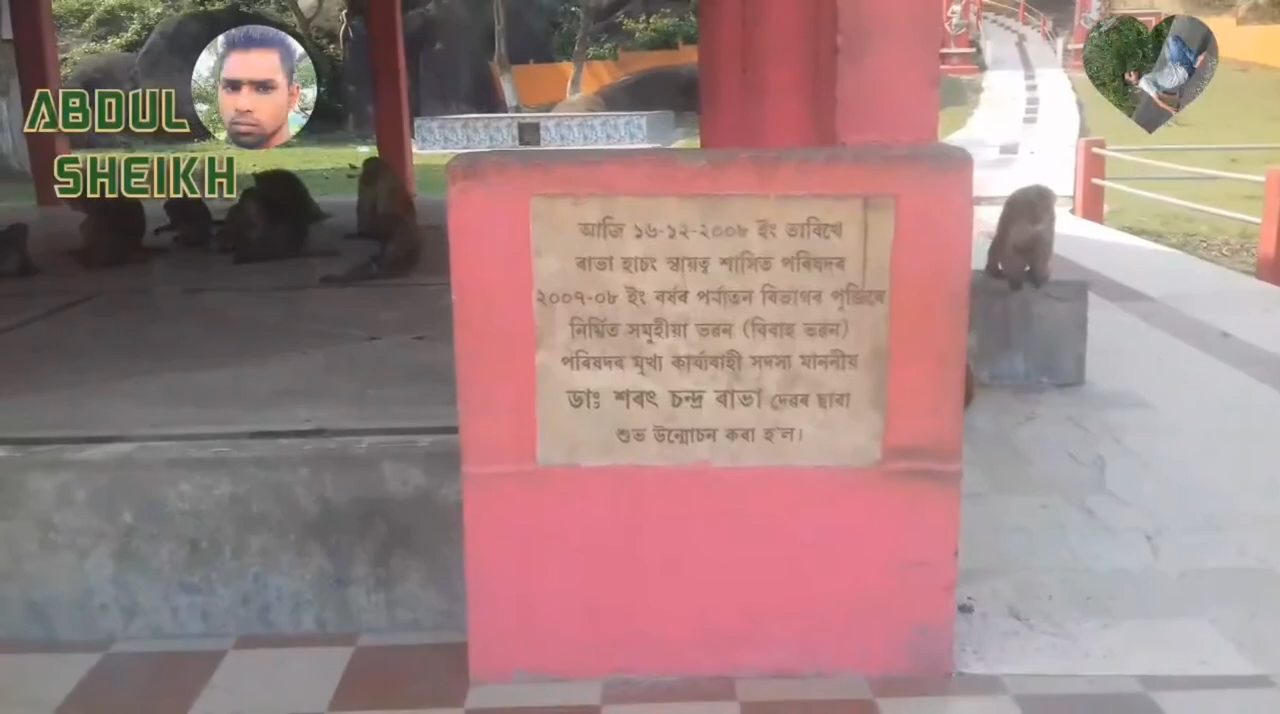 ABDUL
SHEIKH
আজি ১৬-১২-২০০৮ ইং তাৰিখে
ৰাভা হাচং স্বায়ত্ব শাসিত পৰিষদৰ
২০০৭-০৮ ইং বৰ্ষৰ পৰ্য্যটন বিভাগৰ পূজিৰে
নিৰ্মিত সমূহীয়া ভৱন (বিবাহ ভৱন)
পৰিষদৰ মুখ্য কাৰ্য্যবাহী সদস্য মাননীয়
ডাঃ শৰৎ চন্দ্ৰ ৰাভা দেৱৰ দ্বাৰা
শুভ উন্মোচন কৰা হ'ল।